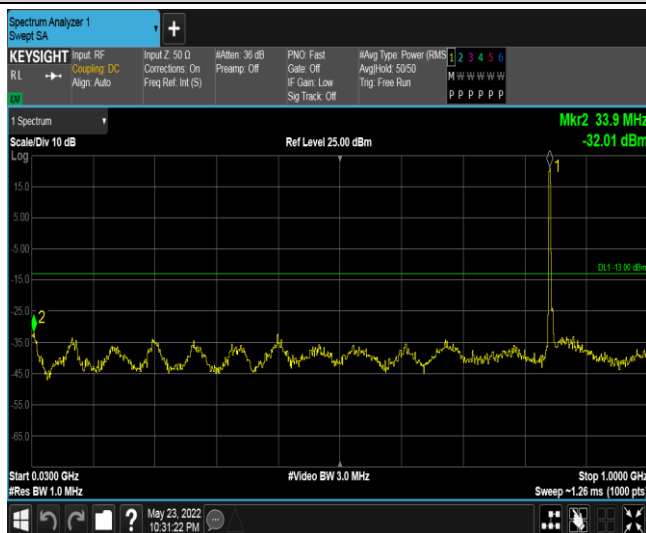 Spectrum Analyzer 1
Swept SA
KEYSIGHT
RL
Input: RF
Coupling: DC
Align: Auto
Input Z: 50 Ω
Corrections: On
Freq Ref: Int (S)
#Atten: 36 dB
Preamp: Off
PNO: Fast
Gate: Off
IF Gain: Low
Sig Track: Off
#Avg Type: Power (RMS
Avg|Hold: 50/50
Trig: Free Run
1 2 3 4 5 6
M W W W W W
P P P P P P
1 Spectrum
Mkr2 33.9 MHz
Scale/Div 10 dB
Ref Level 25.00 dBm
-32.01 dBm
Log
1
15.0
5.00
-5.00
DL1 -13.00 dBm
-15.0
-25.0
2
-35.0
-45.0
-55.0
-65.0
Start 0.0300 GHz
#Video BW 3.0 MHz
Stop 1.0000 GHz
#Res BW 1.0 MHz
Sweep ~1.26 ms (1000 pts)
?
May 23, 2022
10:31:22 PM